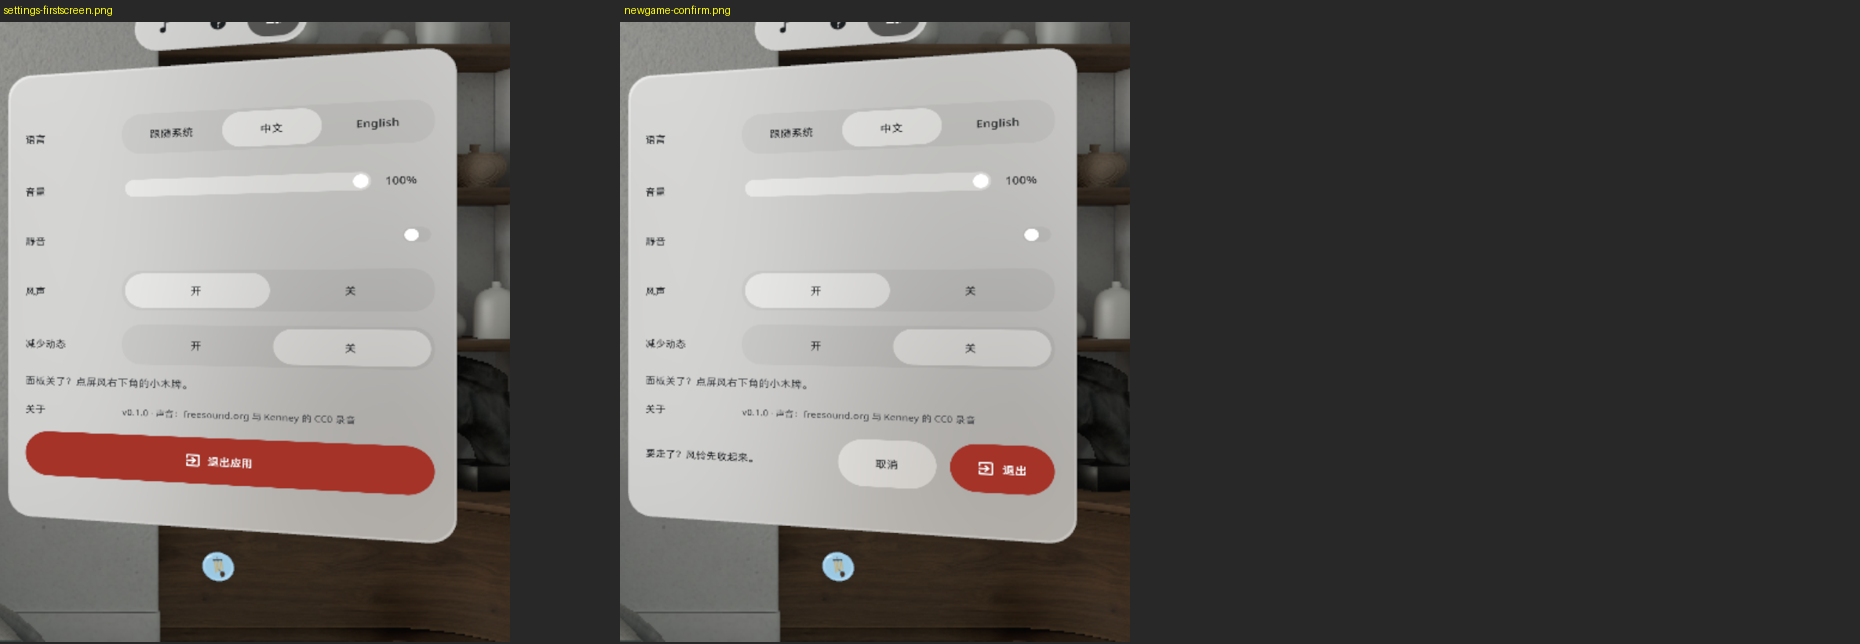 settings-firstscreen.png
语言 跟随系统 中文 English
音量 100%
静音
风声 开 关
减少动态 开 关
面板关了？点屏风右下角的小木牌。
关于 v0.1.0 · 声音：freesound.org 与 Kenney 的 CC0 录音
退出应用
newgame-confirm.png
语言 跟随系统 中文 English
音量 100%
静音
风声 开 关
减少动态 开 关
面板关了？点屏风右下角的小木牌。
关于 v0.1.0 · 声音：freesound.org 与 Kenney 的 CC0 录音
要走了？风铃先收起来。 取消 退出